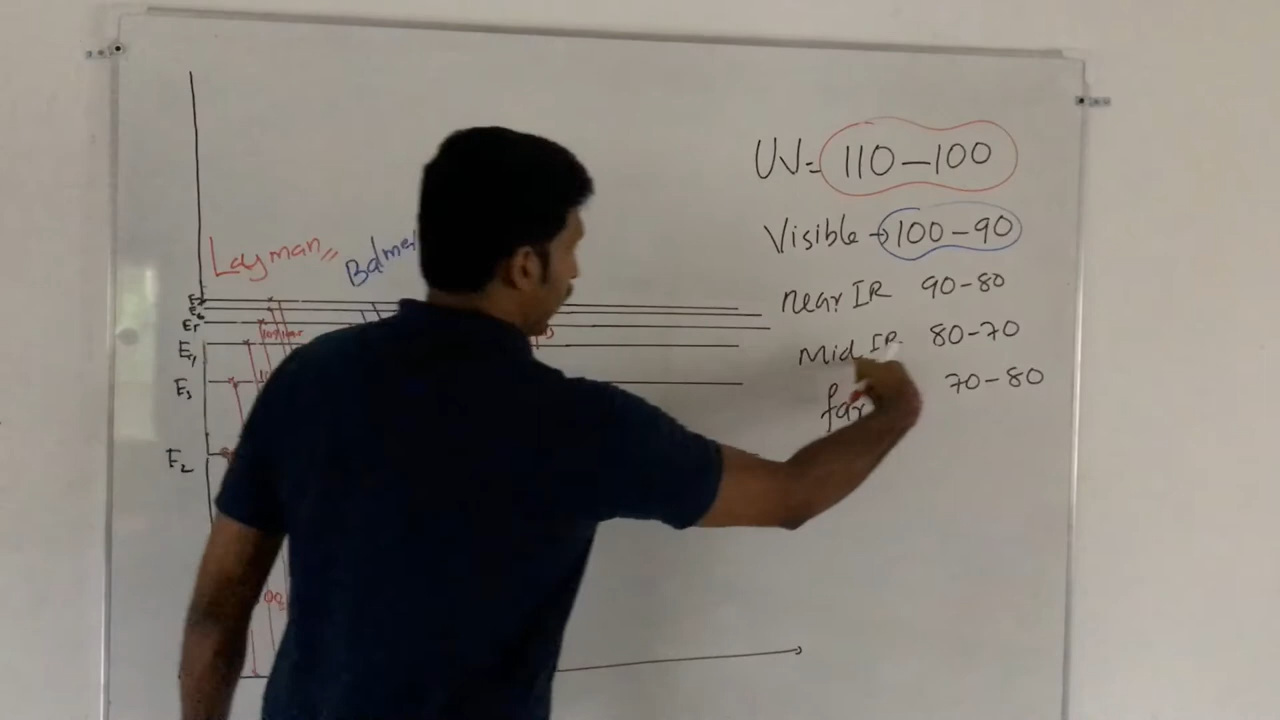 UV= 110-100
Visible → 100-90
near IR 90-80
Mid IR 80-70
far 70-80
Layman
Balmer
E5
E4
E3
E2